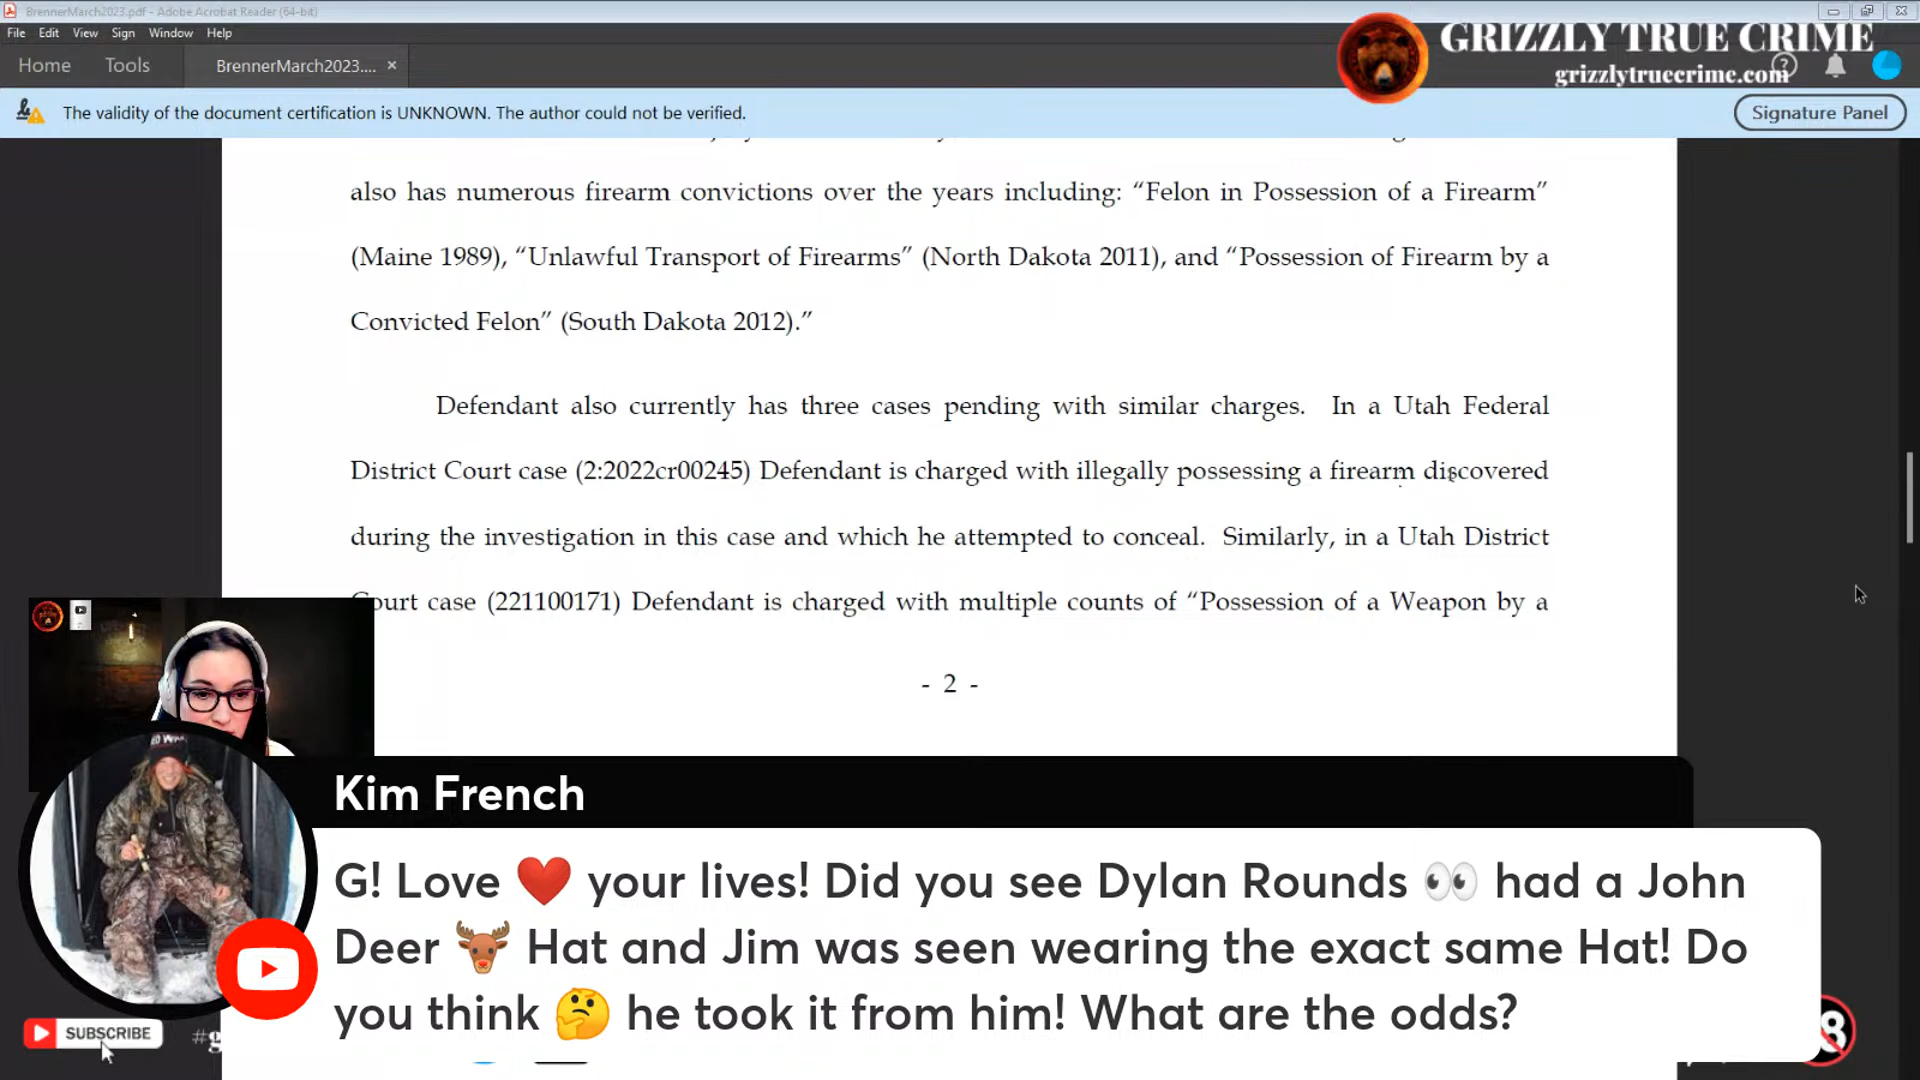 BrennerMarch2023.pdf - Adobe Acrobat Reader (64-bit)
File Edit View Sign Window Help
GRIZZLY TRUE CRIME
grizzlytruecrime.com
Home Tools BrennerMarch2023.... ×
The validity of the document certification is UNKNOWN. The author could not be verified.
Signature Panel
also has numerous firearm convictions over the years including: “Felon in Possession of a Firearm”
(Maine 1989), “Unlawful Transport of Firearms” (North Dakota 2011), and “Possession of Firearm by a
Convicted Felon” (South Dakota 2012).”
Defendant also currently has three cases pending with similar charges. In a Utah Federal
District Court case (2:2022cr00245) Defendant is charged with illegally possessing a firearm discovered
during the investigation in this case and which he attempted to conceal. Similarly, in a Utah District
Court case (221100171) Defendant is charged with multiple counts of “Possession of a Weapon by a
- 2 -
Kim French
G! Love ❤️ your lives! Did you see Dylan Rounds 👀 had a John
Deer 🦌 Hat and Jim was seen wearing the exact same Hat! Do
you think 🤔 he took it from him! What are the odds?
SUBSCRIBE